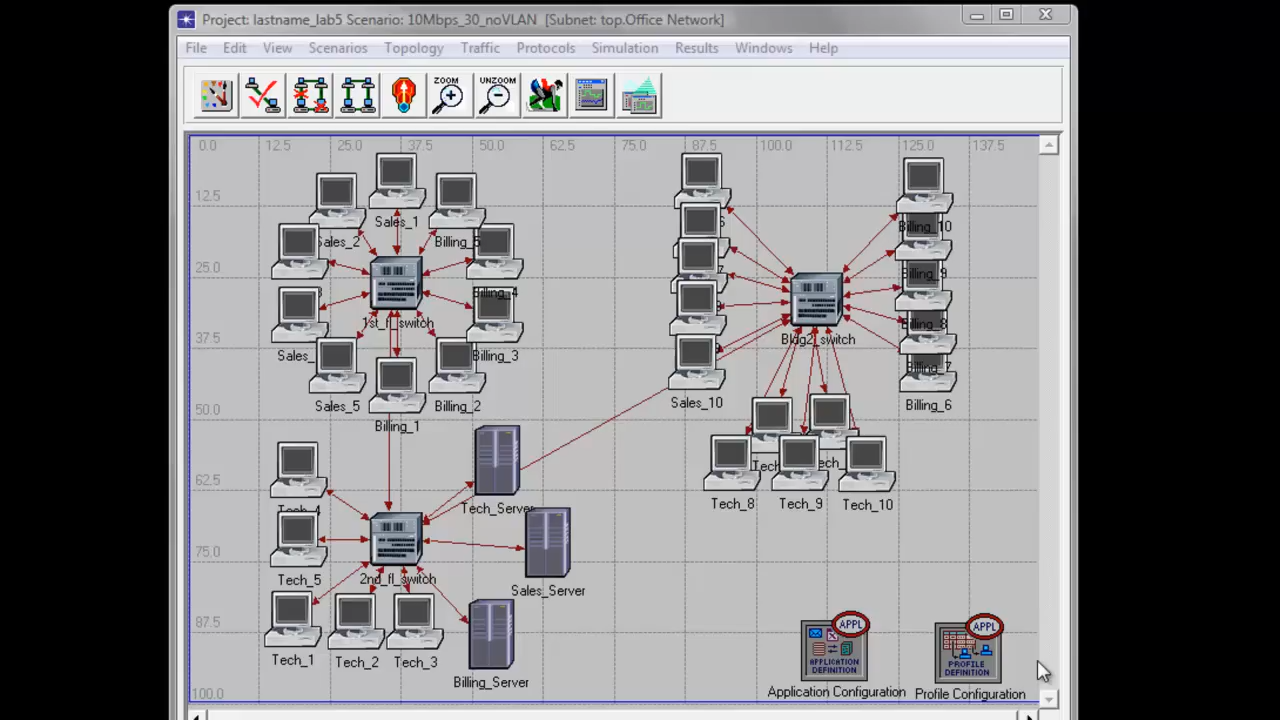 Project: lastname_lab5 Scenario: 10Mbps_30_noVLAN [Subnet: top.Office Network]
File Edit View Scenarios Topology Traffic Protocols Simulation Results Windows Help
ZOOM UNZOOM
0.0 12.5 25.0 37.5 50.0 62.5 75.0 87.5 100.0 112.5 137.5 125.0
12.5
Sales_1
Sales_2 Billing_5
Billing_10
25.0
Billing_9
Billing_4
1st_fl_switch
Billing_8
37.5
Bldg2_switch
Sales_ Billing_3
Billing_7
Sales_5 Billing_2
Sales_10 Billing_6
50.0
Billing_1
62.5
Tech_8 Tech_9 Tech_10
Tech_4 Tech_Server
75.0
Tech_5 2nd_fl_switch
Sales_Server
87.5
APPL APPL
APPLICATION DEFINITION
PROFILE DEFINITION
Tech_1 Tech_2 Tech_3
Billing_Server
100.0
Application Configuration Profile Configuration